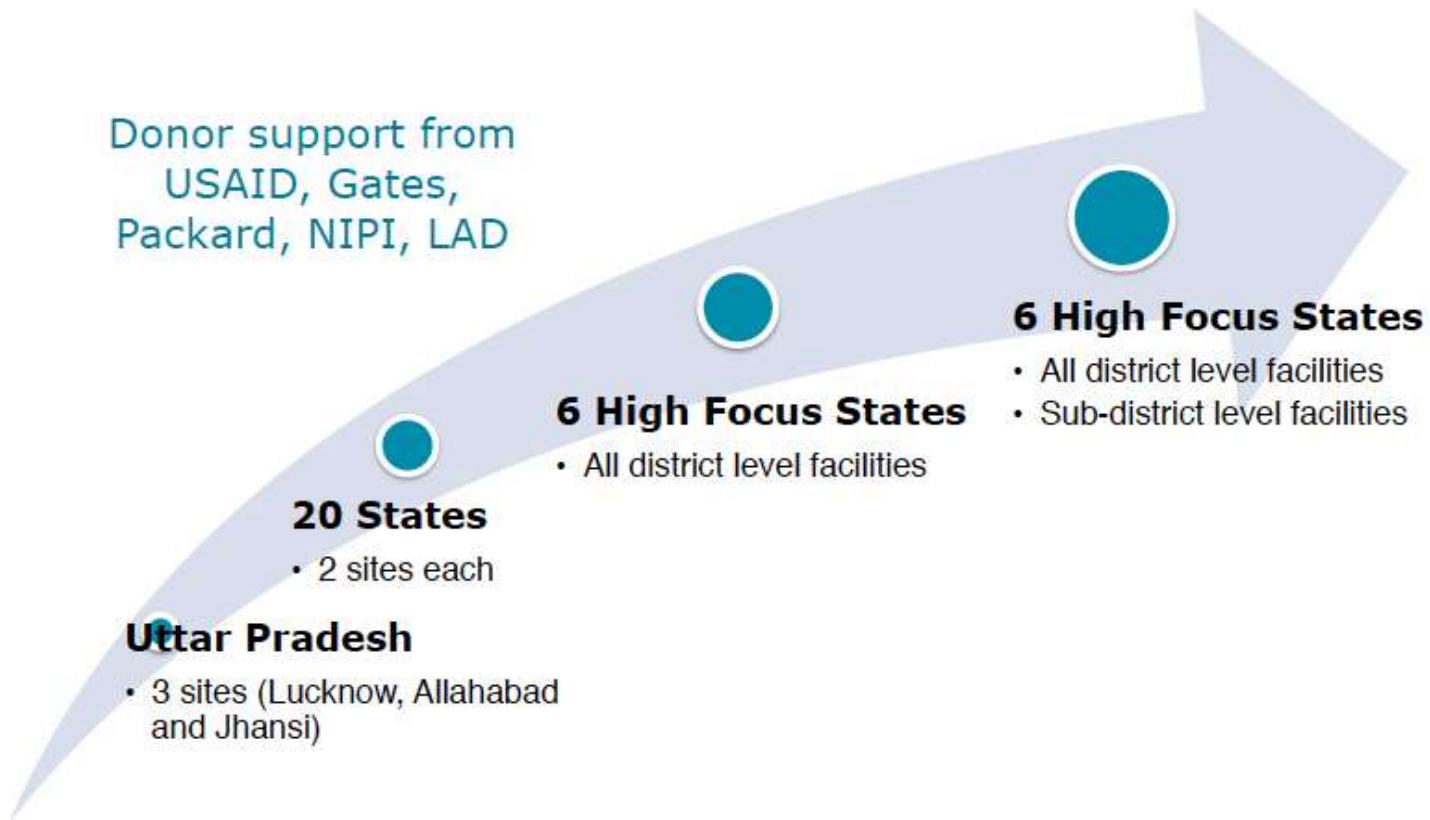 Donor support from
USAID, Gates,
Packard, NIPI, LAD
6 High Focus States
• All district level facilities
• Sub-district level facilities
6 High Focus States
• All district level facilities
20 States
• 2 sites each
Uttar Pradesh
• 3 sites (Lucknow, Allahabad
and Jhansi)